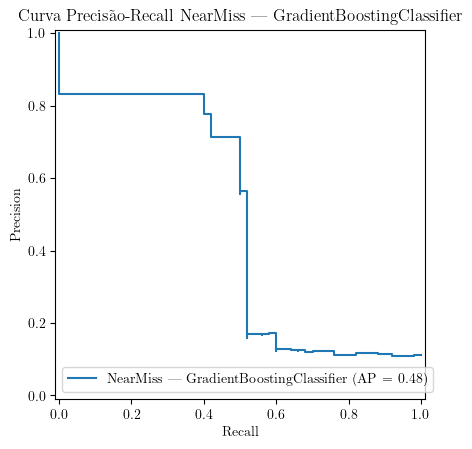 Curva Precisão-Recall NearMiss — GradientBoostingClassifier
1.0
0.8
0.6
0.4
0.2
0.0
Precision
NearMiss — GradientBoostingClassifier (AP = 0.48)
0.0 0.2 0.4 0.6 0.8 1.0
Recall